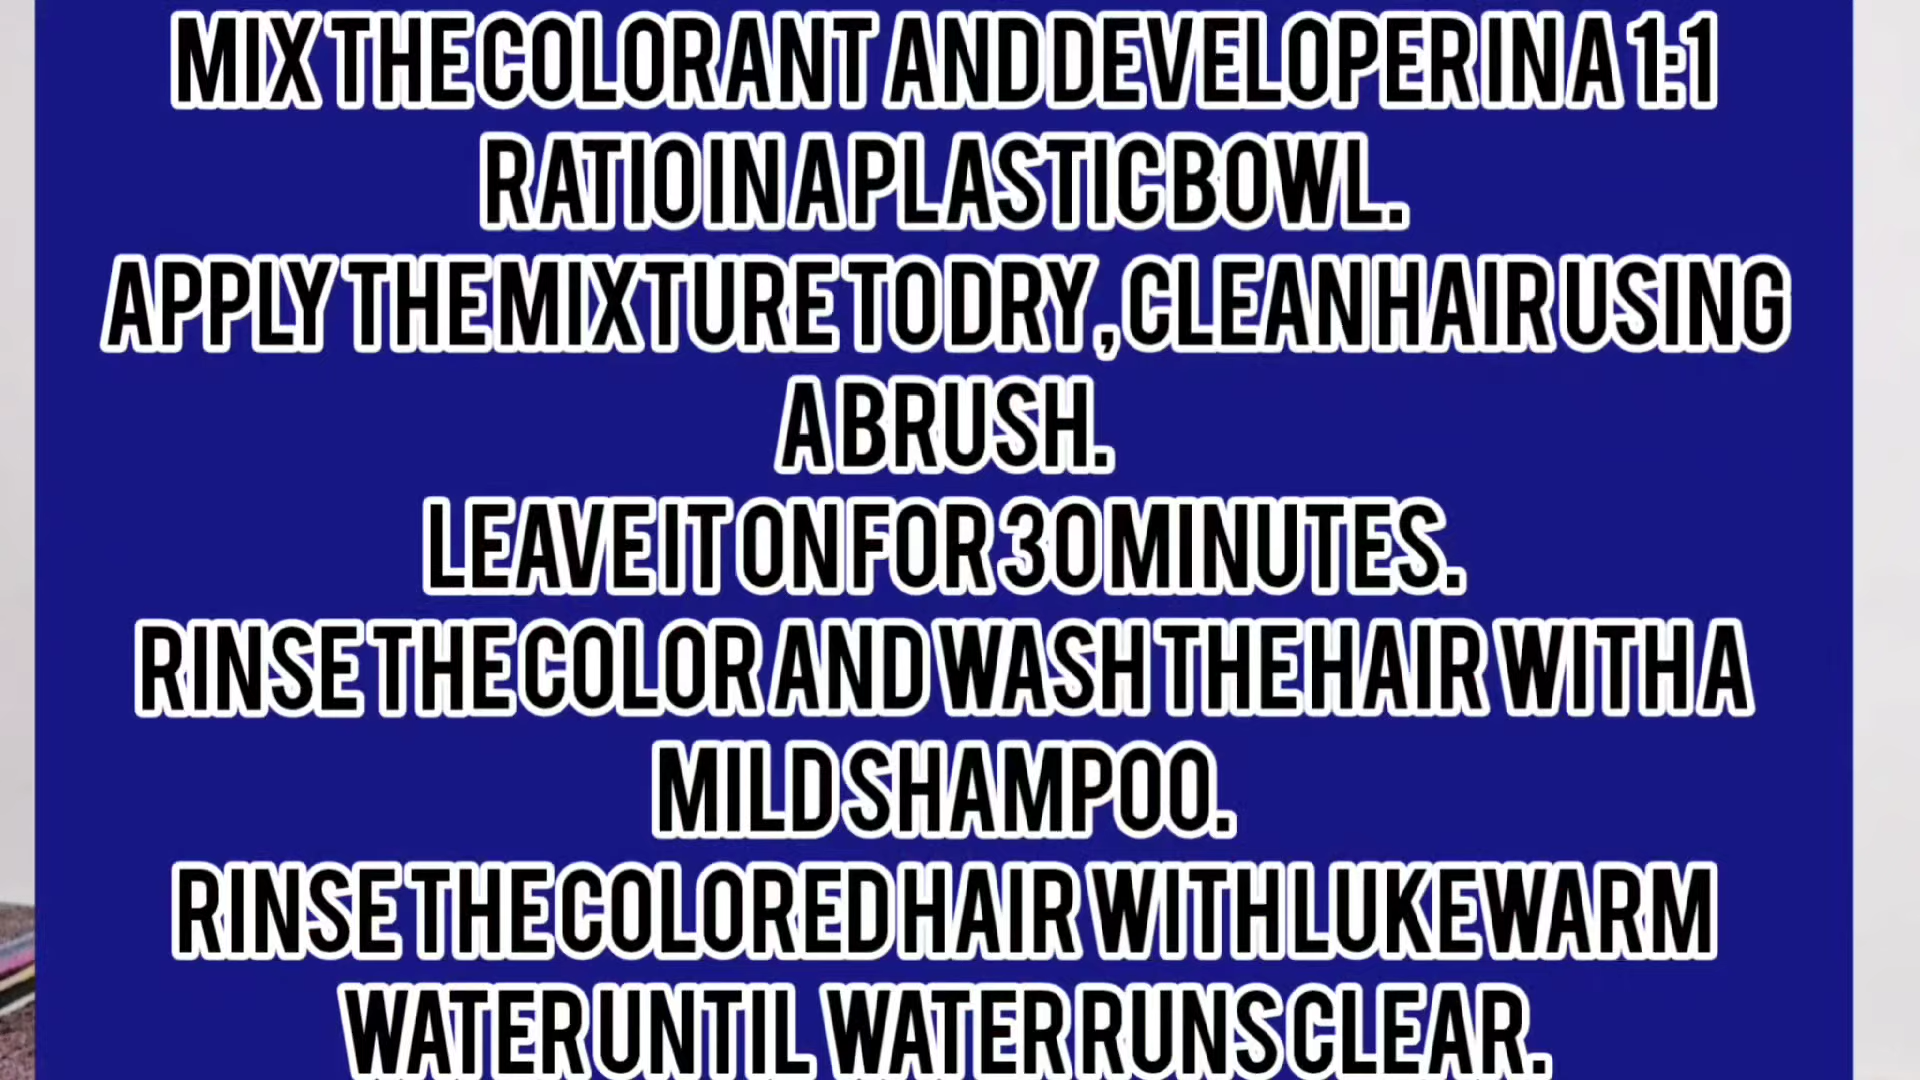 MIX THE COLORANT AND DEVELOPER IN A 1:1
RATIO IN A PLASTIC BOWL.
APPLY THE MIXTURE TO DRY, CLEAN HAIR USING
A BRUSH.
LEAVE IT ON FOR 30 MINUTES.
RINSE THE COLOR AND WASH THE HAIR WITH A
MILD SHAMPOO.
RINSE THE COLORED HAIR WITH LUKEWARM
WATER UNTIL WATER RUNS CLEAR.